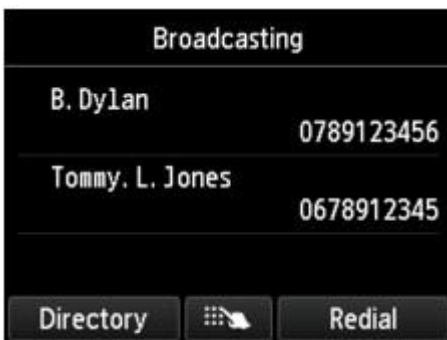 Broadcasting
B. Dylan
0789123456
Tommy. L. Jones
0678912345
Directory
Redial